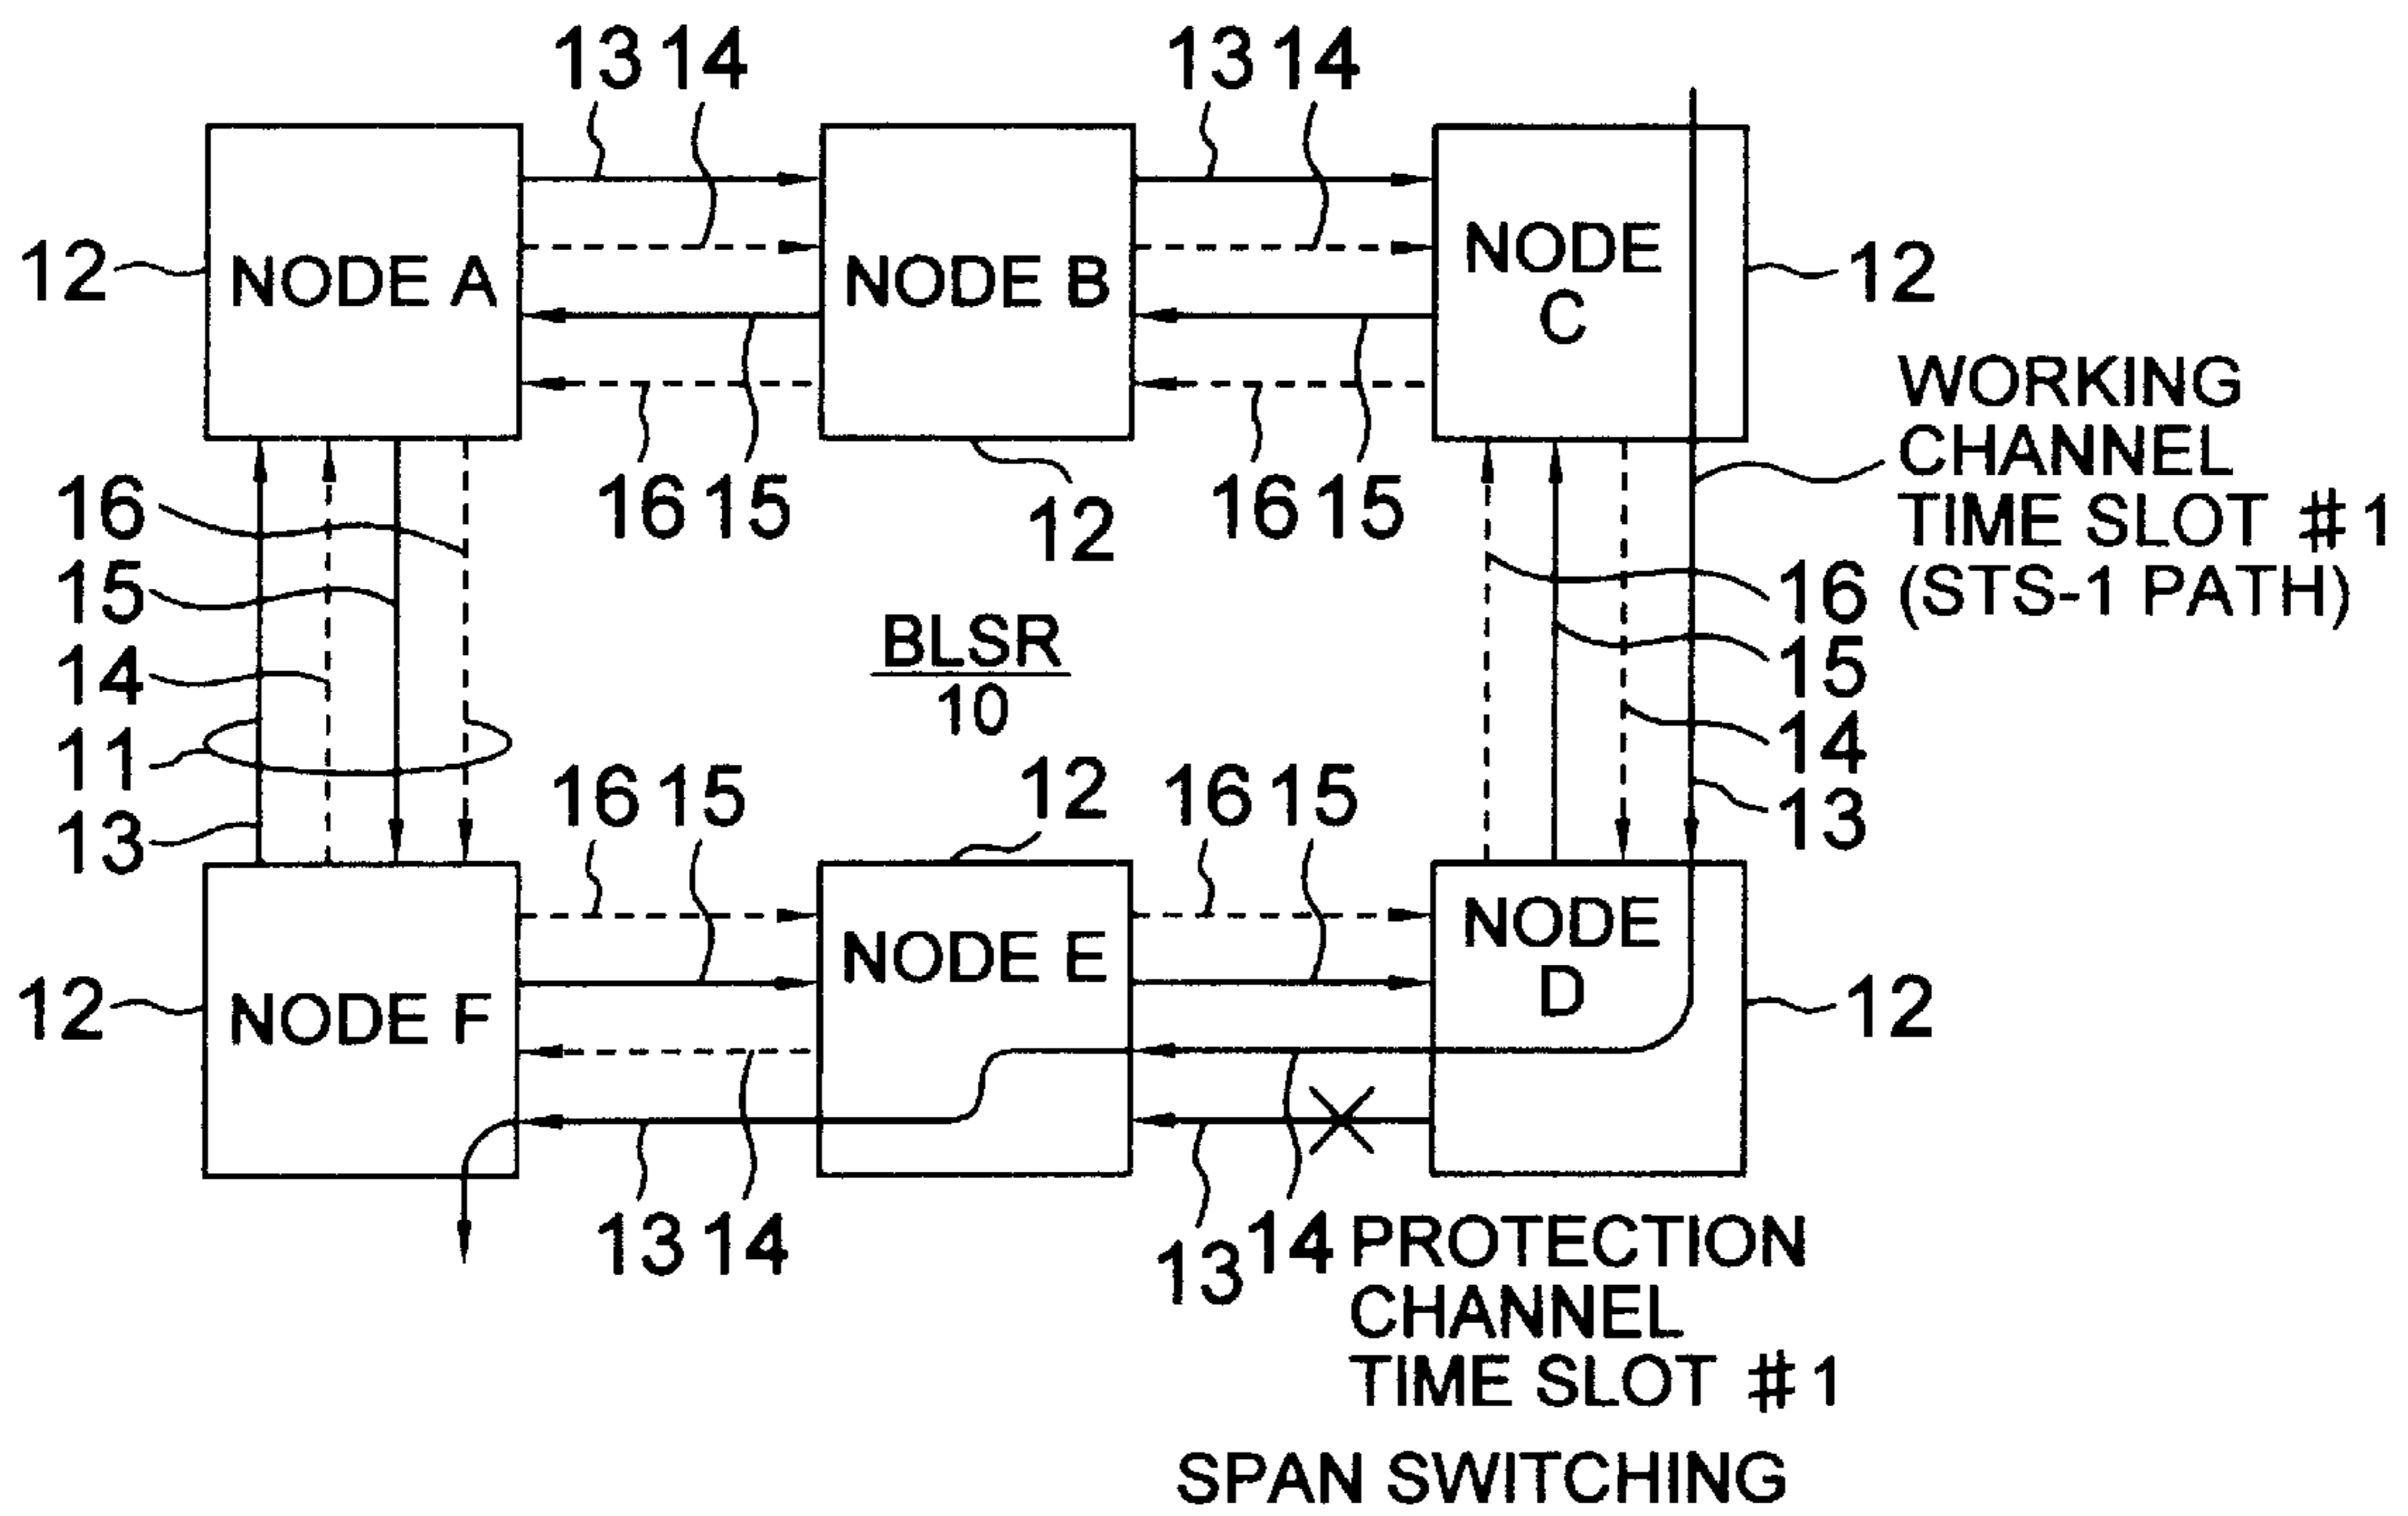 13 14 13 14
12 NODE A NODE B NODE C 12
WORKING CHANNEL TIME SLOT #1 (STS-1 PATH)
16 15 16 15
12
16
15
14
11
13
BLSR
10
16
15
14
13
16 15 12 16 15
12 NODE F NODE E NODE D 12
13 14 13 14
PROTECTION CHANNEL TIME SLOT #1
SPAN SWITCHING